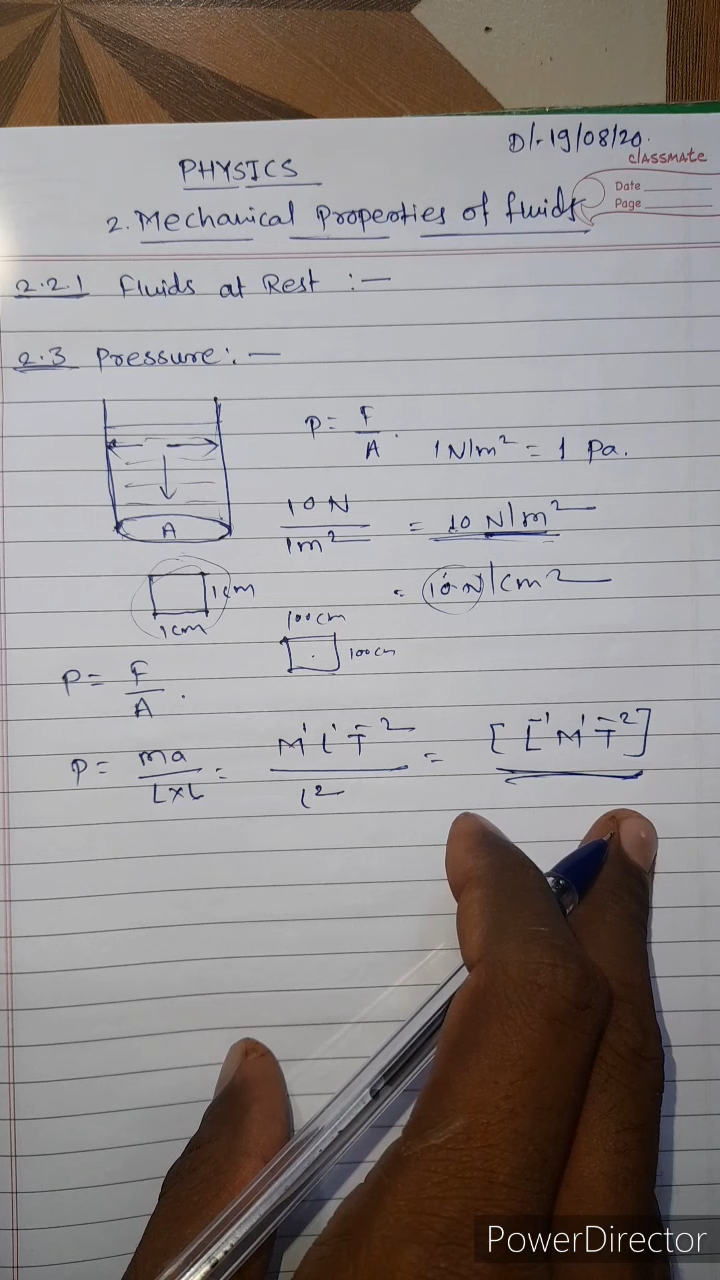 D/-19/08/20.
classmate
PHYSICS
Date
Page
2. Mechanical Properties of fluids
2.2.1 Fluids at Rest :—
2.3 Pressure :—
P = F/A.
1 N/m² = 1 Pa.
A
10 N/1m² = 10 N/m²
1cm
1cm
= 10N/cm2
100cm
100cm
P = F/A.
P = ma/L×L = M¹L¹T⁻²/L² = [L⁻¹M¹T⁻²]
PowerDirector